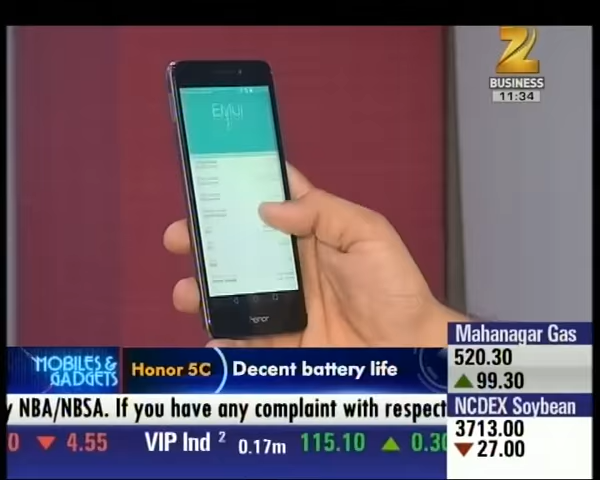 Z
BUSINESS
11:34
EMUI
honor
Mahanagar Gas
520.30
▲ 99.30
MOBILES & GADGETS
Honor 5C
Decent battery life
NCDEX Soybean
3713.00
▼ 27.00
y NBA/NBSA. If you have any complaint with respect
0 ▼ 4.55 VIP Ind 2 0.17m 115.10 ▲ 0.30